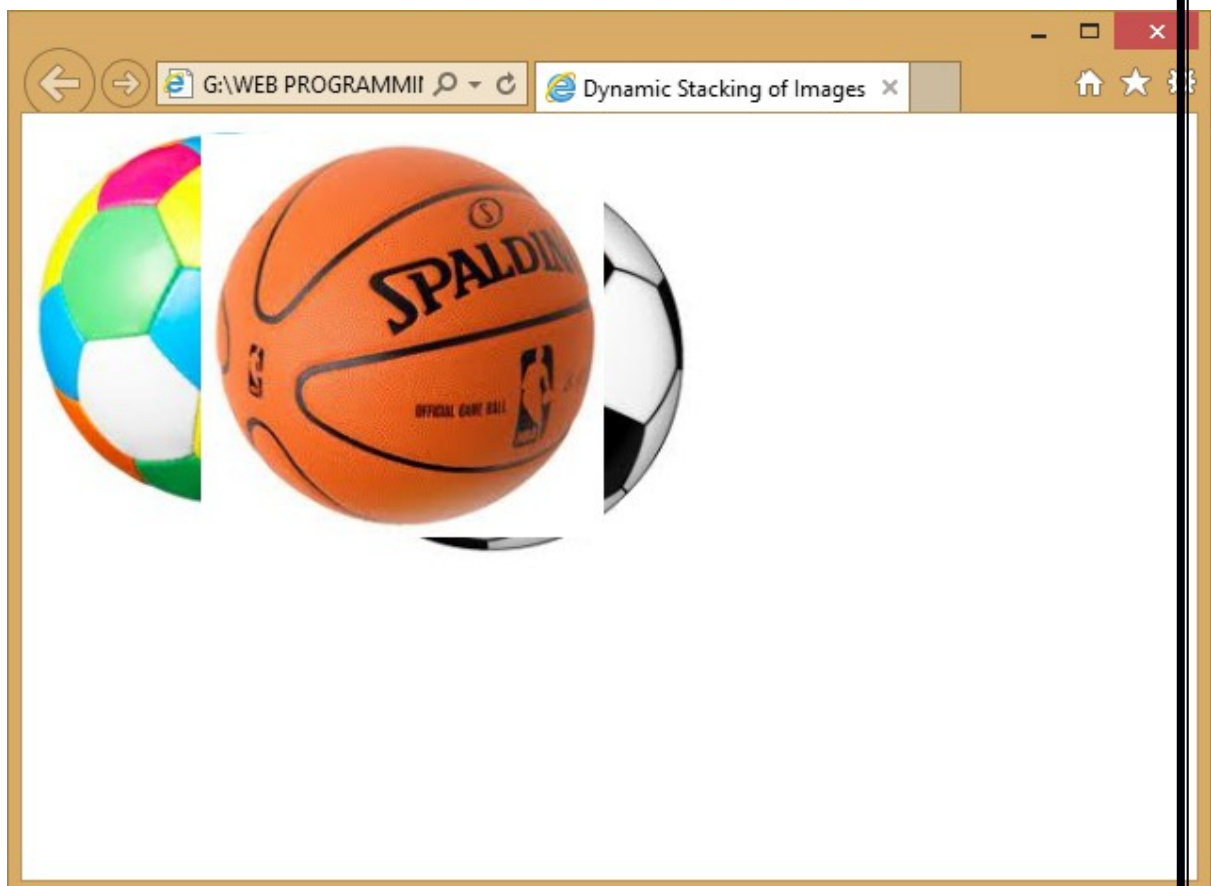 G:\WEB PROGRAMMII
Dynamic Stacking of Images
S
SPALDIN
OFFICIAL GAME BALL